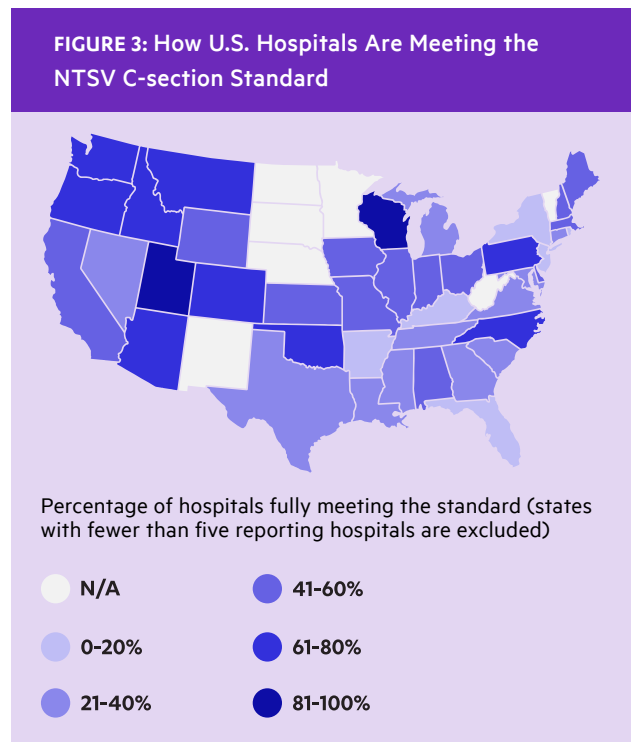 FIGURE 3: How U.S. Hospitals Are Meeting the
NTSV C-section Standard
Percentage of hospitals fully meeting the standard (states
with fewer than five reporting hospitals are excluded)
N/A
41-60%
0-20%
61-80%
21-40%
81-100%